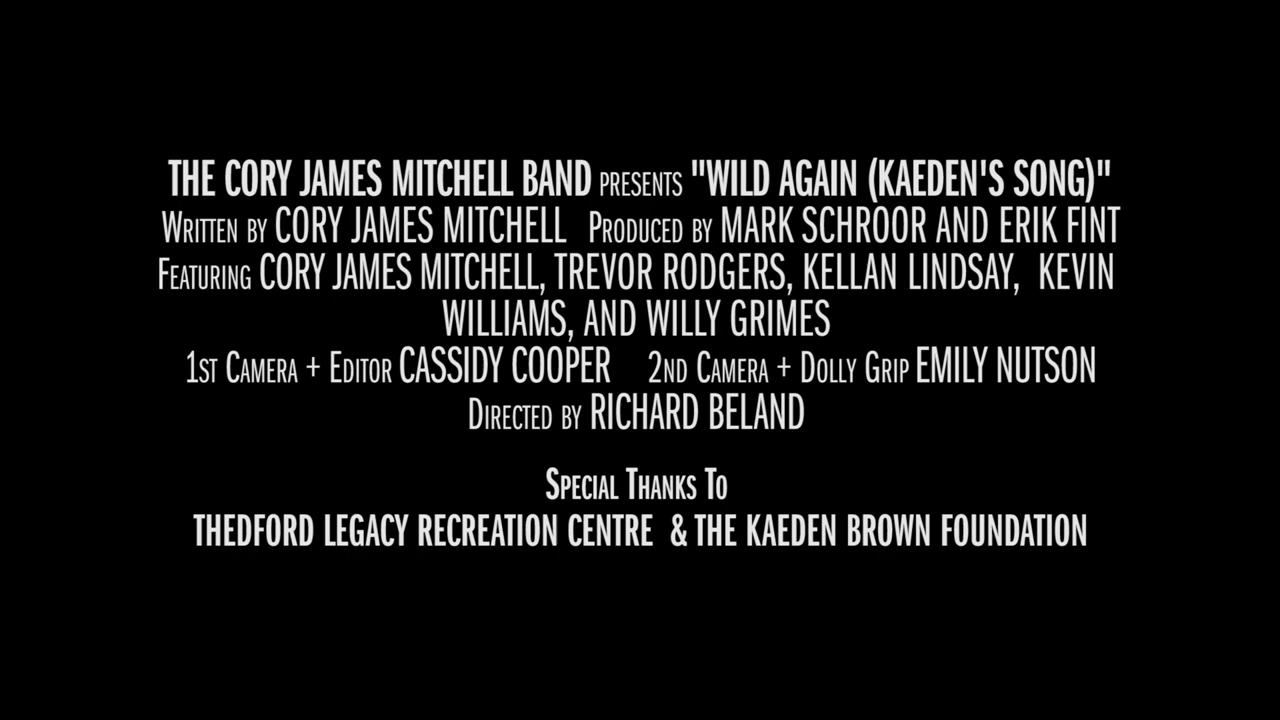 THE CORY JAMES MITCHELL BAND PRESENTS "WILD AGAIN (KAEDEN'S SONG)"
WRITTEN BY CORY JAMES MITCHELL PRODUCED BY MARK SCHROOR AND ERIK FINT
FEATURING CORY JAMES MITCHELL, TREVOR RODGERS, KELLAN LINDSAY, KEVIN
WILLIAMS, AND WILLY GRIMES
1ST CAMERA + EDITOR CASSIDY COOPER 2ND CAMERA + DOLLY GRIP EMILY NUTSON
DIRECTED BY RICHARD BELAND
SPECIAL THANKS TO
THEDFORD LEGACY RECREATION CENTRE & THE KAEDEN BROWN FOUNDATION